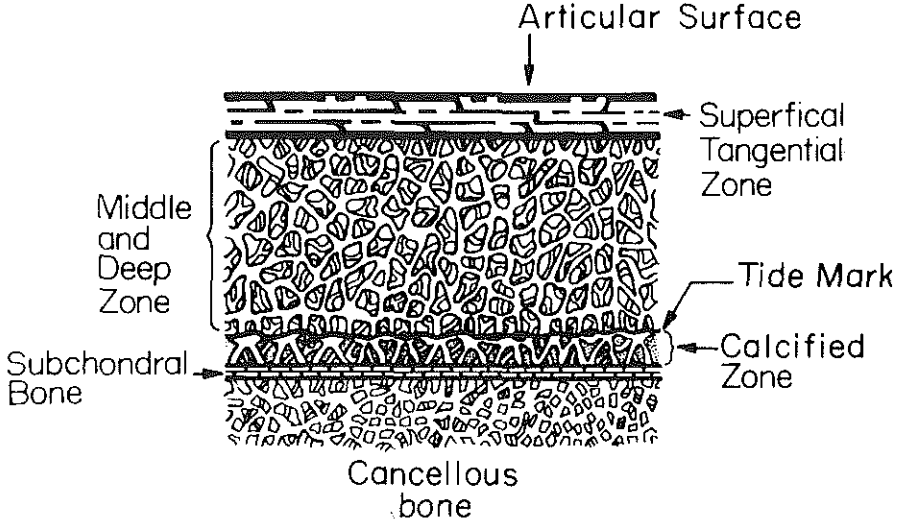 Articular Surface
Superfical
Tangential
Zone
Middle
and
Deep
Zone
Tide Mark
Calcified
Zone
Subchondral
Bone
Cancellous
bone